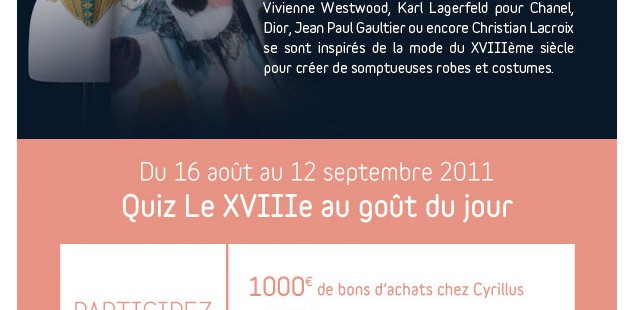 Vivienne Westwood, Karl Lagerfeld pour Chanel,
Dior, Jean Paul Gaultier ou encore Christian Lacroix
se sont inspirés de la mode du XVIIIème siècle
pour créer de somptueuses robes et costumes.
Du 16 août au 12 septembre 2011
Quiz Le XVIIIe au goût du jour
1000€ de bons d'achats chez Cyrillus
PARTICIPEZ